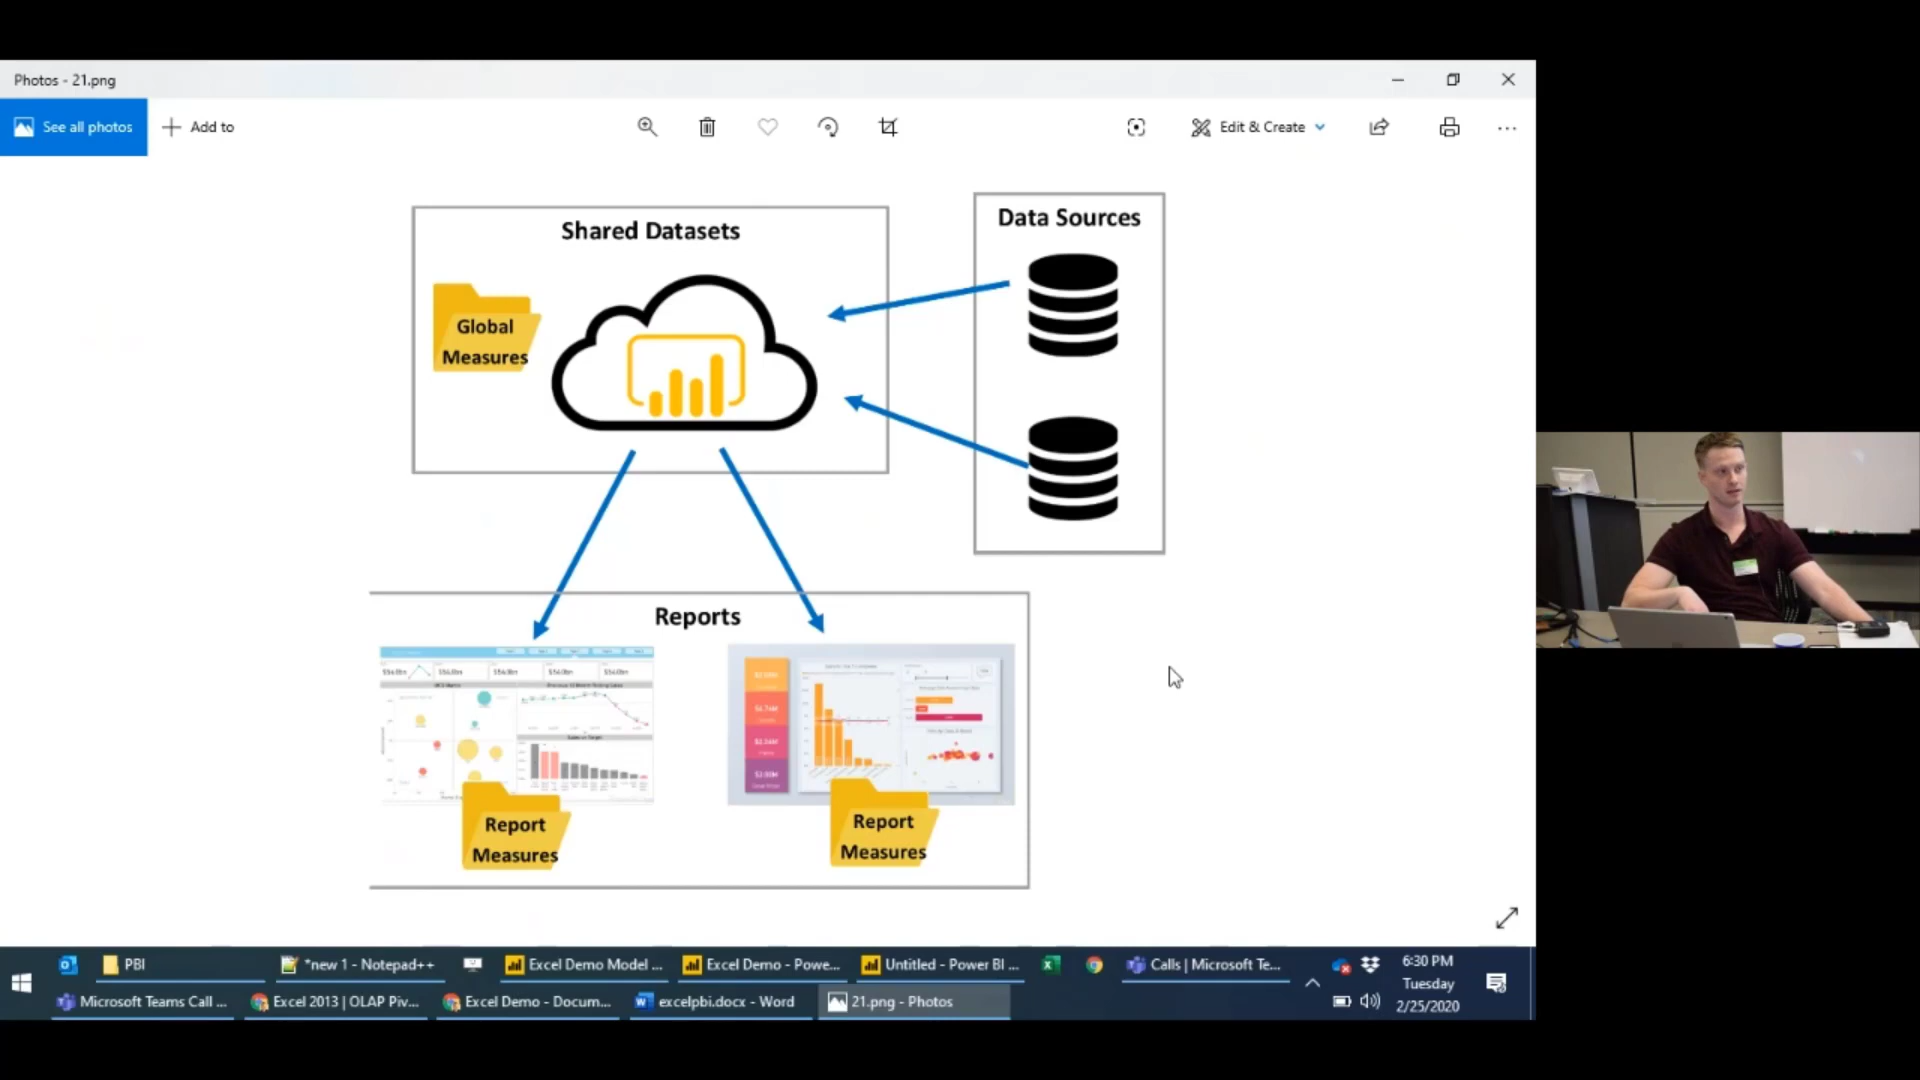 Photos - 21.png
See all photos
Add to
Edit & Create
Shared Datasets
Data Sources
Global
Measures
Reports
Report
Measures
Report
Measures
PBI
*new 1 - Notepad++
Excel Demo Model ...
Excel Demo - Powe...
Untitled - Power BI ...
Calls | Microsoft Te...
6:30 PM
Tuesday
2/25/2020
Microsoft Teams Call ...
Excel 2013 | OLAP Piv...
Excel Demo - Docum...
excelpbi.docx - Word
21.png - Photos